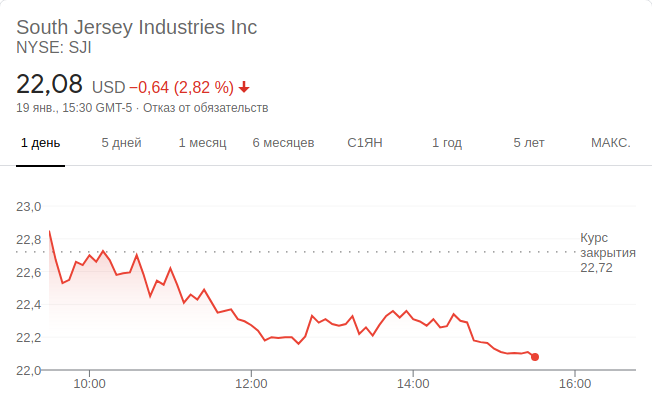 South Jersey Industries Inc
NYSE: SJI
22,08 USD −0,64 (2,82 %)
19 янв., 15:30 GMT-5 · Отказ от обязательств
1 день 5 дней 1 месяц 6 месяцев С1ЯН 1 год 5 лет МАКС.
23,0
22,8
22,6
22,4
22,2
22,0
Курс
закрытия
22,72
10:00 12:00 14:00 16:00